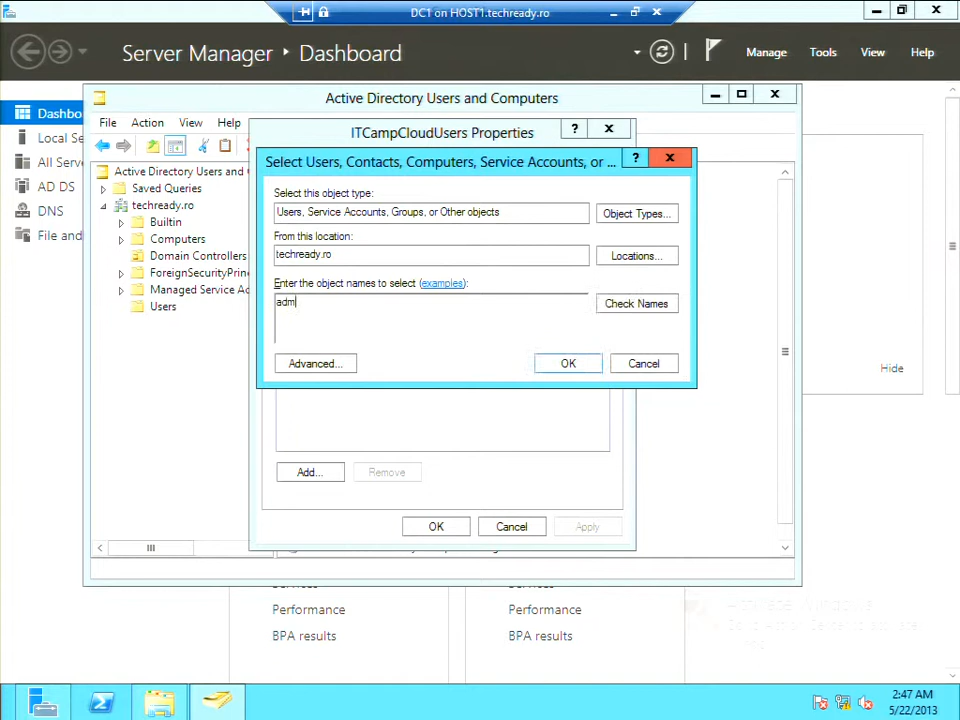 DC1 on HOST1.techready.ro
Server Manager ‣ Dashboard
Manage Tools View Help
Active Directory Users and Computers
File Action View Help
ITCampCloudUsers Properties
Select Users, Contacts, Computers, Service Accounts, or ...
Select this object type:
Users, Service Accounts, Groups, or Other objects
Object Types...
From this location:
techready.ro
Locations...
Enter the object names to select (examples):
adm
Check Names
Advanced...
OK
Cancel
Dashbo
Local Se
All Serve
AD DS
DNS
File and
Active Directory Users and
Saved Queries
techready.ro
Builtin
Computers
Domain Controllers
ForeignSecurityPrinc
Managed Service Ac
Users
Hide
Add...
Remove
OK
Cancel
Apply
Performance
BPA results
Performance
BPA results
2:47 AM
5/22/2013